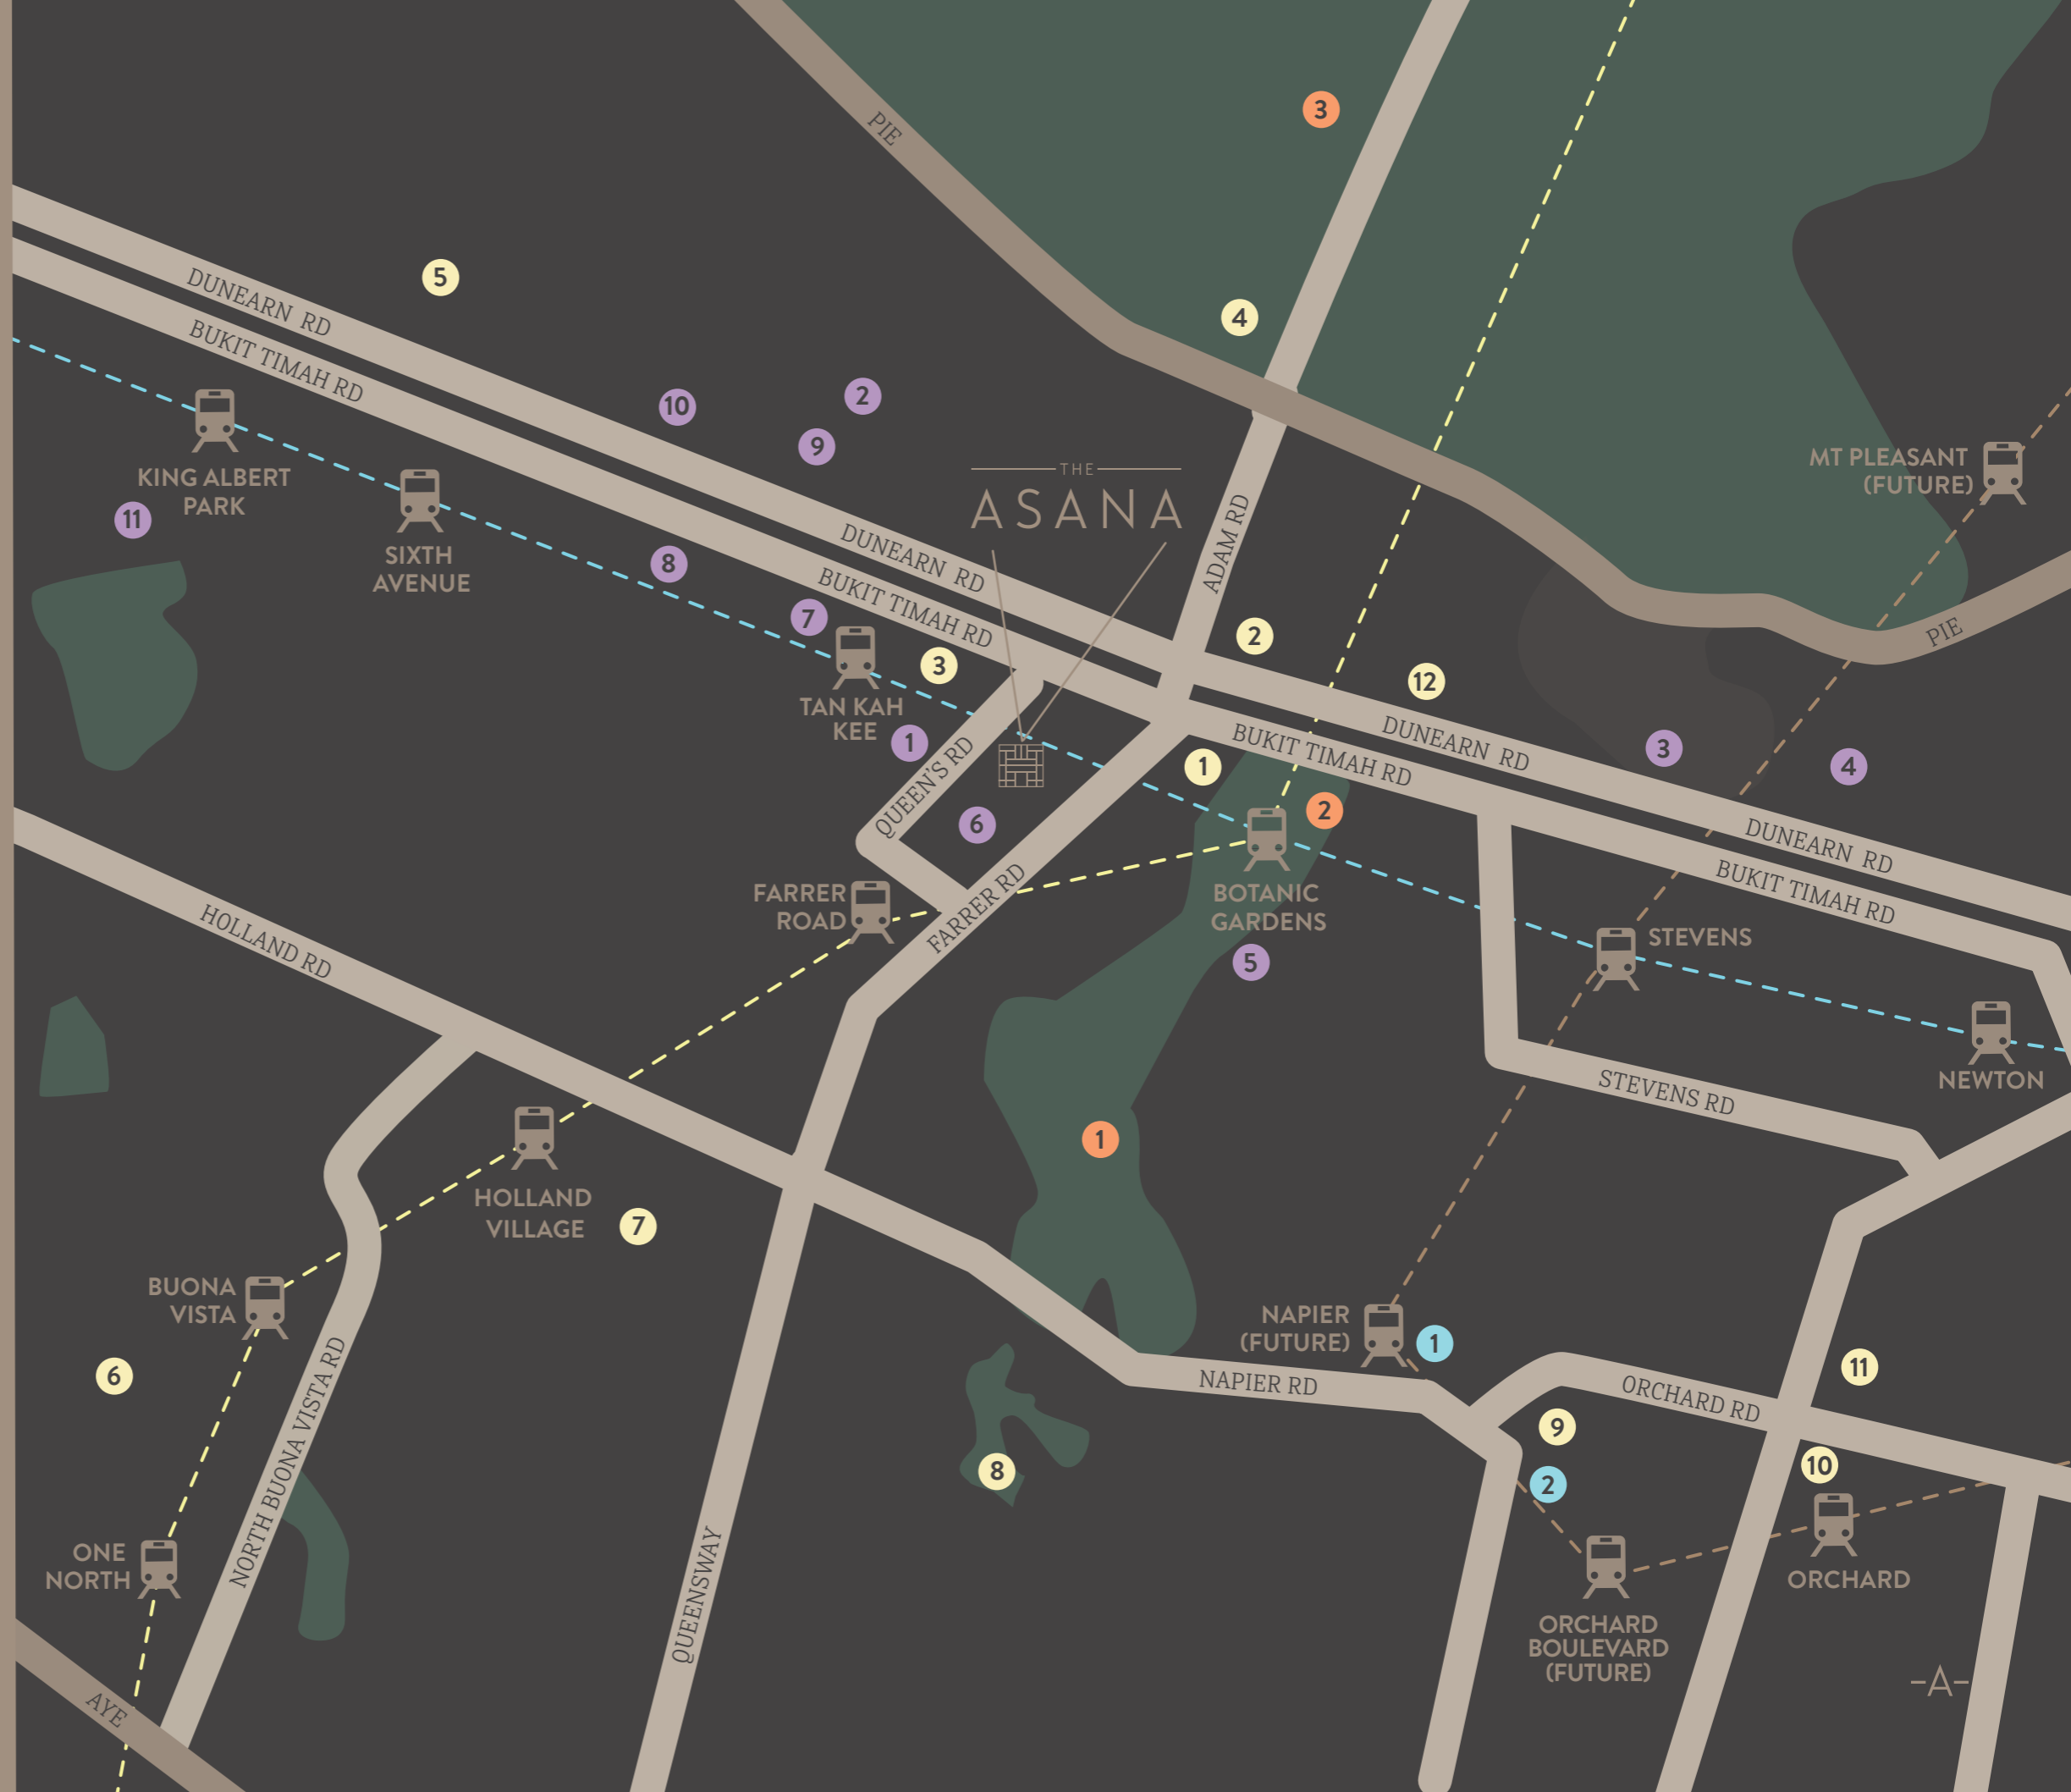 3
PIE
5
4
DUNEARN RD
BUKIT TIMAH RD
10
2
9
KING ALBERT
PARK
11
SIXTH
AVENUE
THE
ASANA
ADAM RD
MT PLEASANT
(FUTURE)
DUNEARN RD
BUKIT TIMAH RD
8
7
3
2
12
PIE
TAN KAH
KEE
1
QUEEN'S RD
6
1
2
BUKIT TIMAH RD
DUNEARN RD
3
4
DUNEARN RD
BUKIT TIMAH RD
FARRER
ROAD
FARRER RD
BOTANIC
GARDENS
5
STEVENS
NEWTON
STEVENS RD
HOLLAND RD
1
HOLLAND
VILLAGE
7
BUONA
VISTA
6
NORTH BUONA VISTA RD
NAPIER
(FUTURE)
1
NAPIER RD
ORCHARD RD
11
9
10
2
8
ONE
NORTH
QUEENSWAY
ORCHARD
ORCHARD
BOULEVARD
(FUTURE)
AYE
-A-